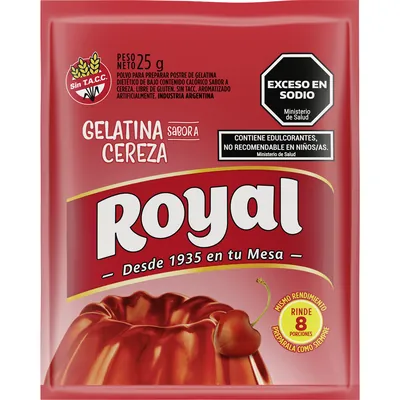 Sin T.A.C.C.
PESO
NETO 25 g
POLVO PARA PREPARAR POSTRE DE GELATINA
DIETÉTICO DE BAJO CONTENIDO CALÓRICO SABOR A
CEREZA, LIBRE DE GLUTEN, SIN TACC, AROMATIZADO
ARTIFICIALMENTE. INDUSTRIA ARGENTINA
EXCESO EN
SODIO
Ministerio
de Salud
CONTIENE EDULCORANTES,
NO RECOMENDABLE EN NIÑOS/AS.
Ministerio de Salud
GELATINA SABOR A
CEREZA
Royal
Desde 1935 en tu Mesa
MISMO RENDIMIENTO
RINDE
8
PORCIONES
PREPARALA COMO SIEMPRE